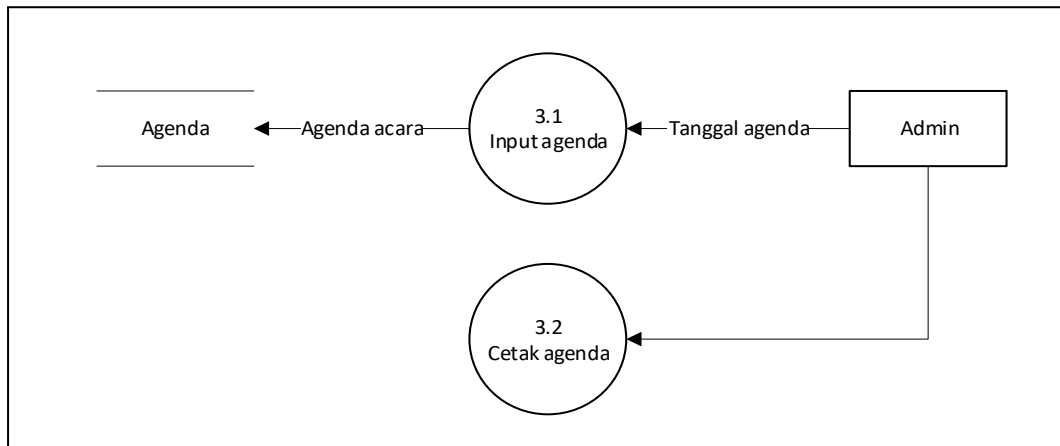 Agenda
Agenda acara
3.1
Input agenda
Tanggal agenda
Admin
3.2
Cetak agenda